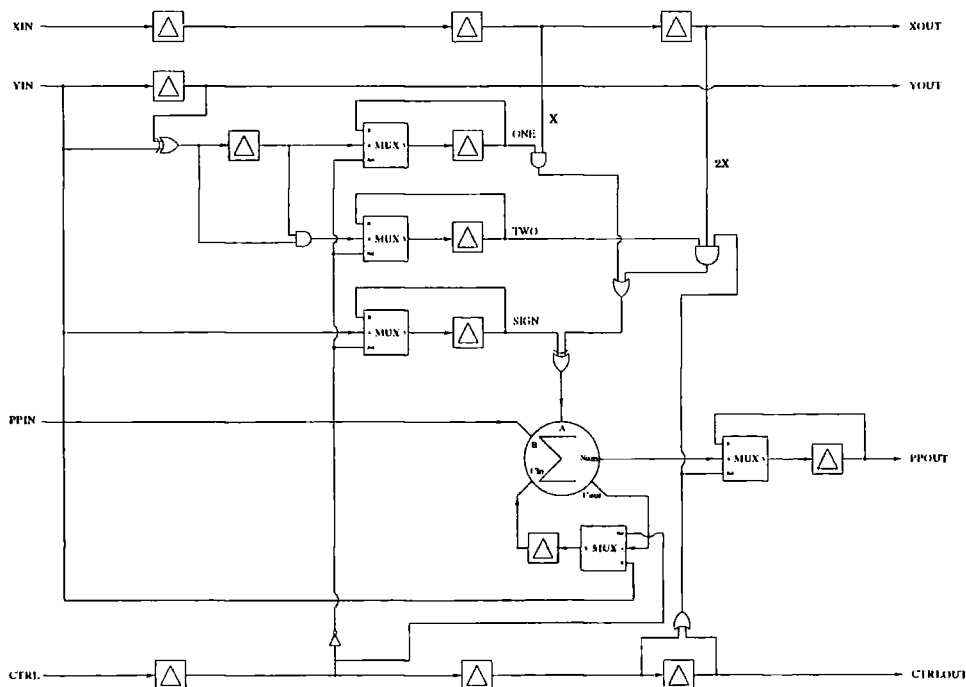 XIN
XOUT
YIN
YOUT
X
ONE
MUX
2X
TWO
MUX
SIGN
MUX
PPIN
A
B
Sum
Cin
Cout
MUX
PPOUT
MUX
CTRL
CTRLOUT